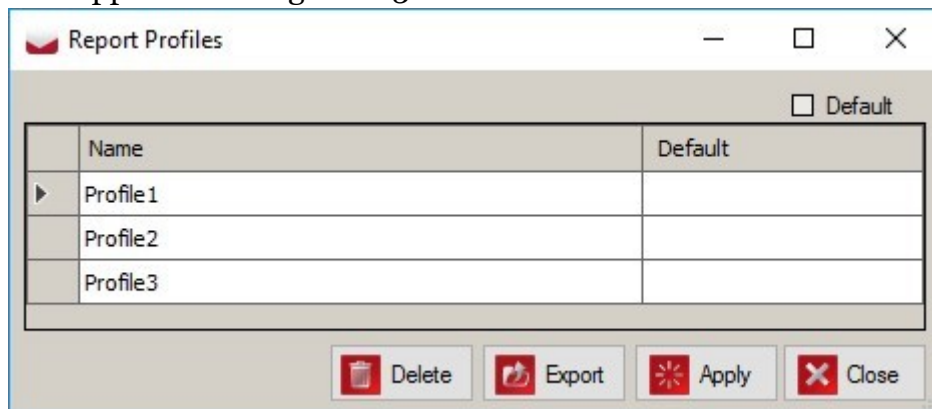 Report Profiles
Default
Name Default
Profile1
Profile2
Profile3
Delete Export Apply Close